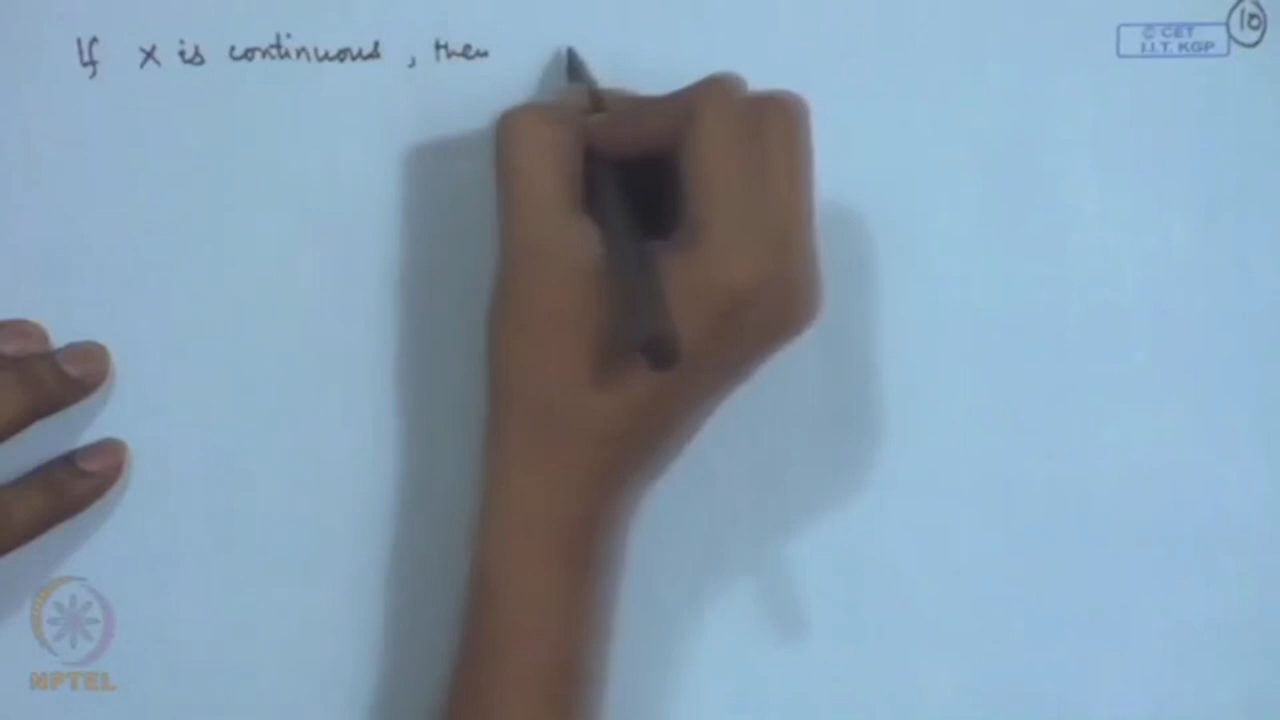 If X is continuous, then
10
© CET
I.I.T. KGP
NPTEL